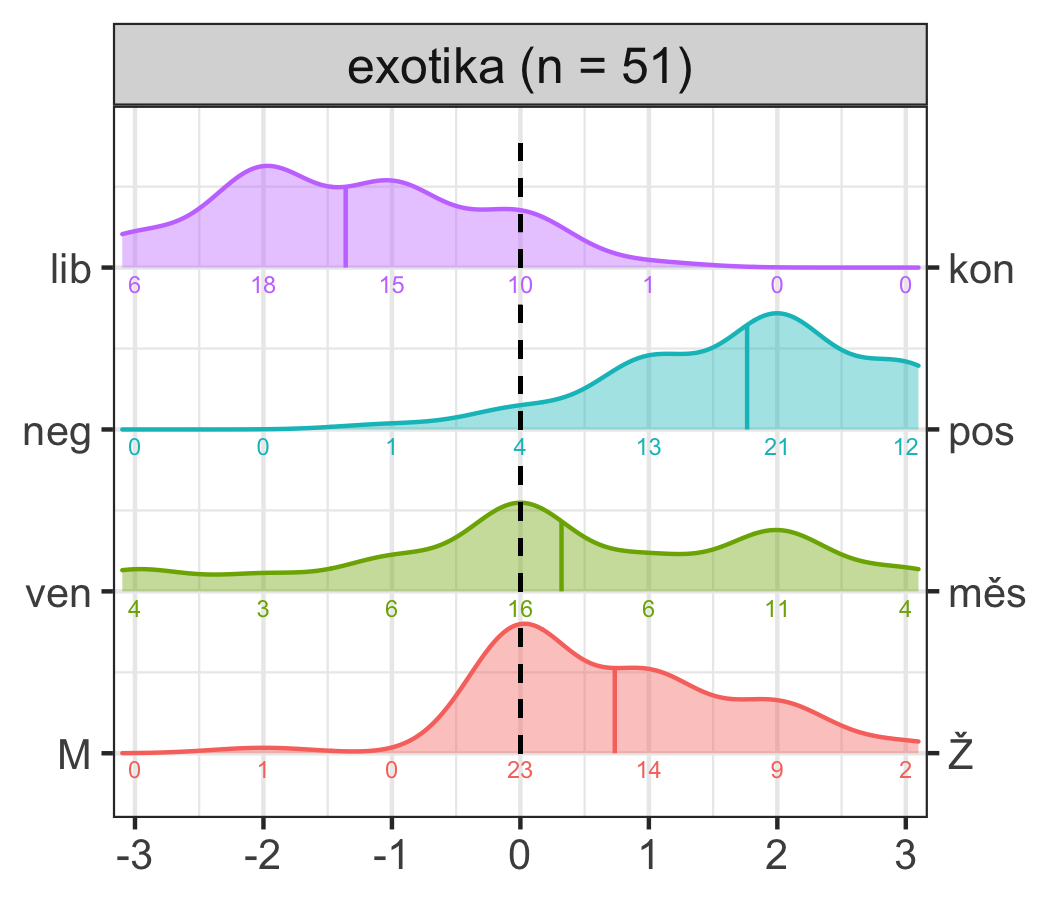 exotika (n = 51)
lib kon
6 18 15 10 1 0 0
neg pos
0 0 1 4 13 21 12
ven měs
4 3 6 16 6 11 4
M Ž
0 1 0 23 14 9 2
-3 -2 -1 0 1 2 3